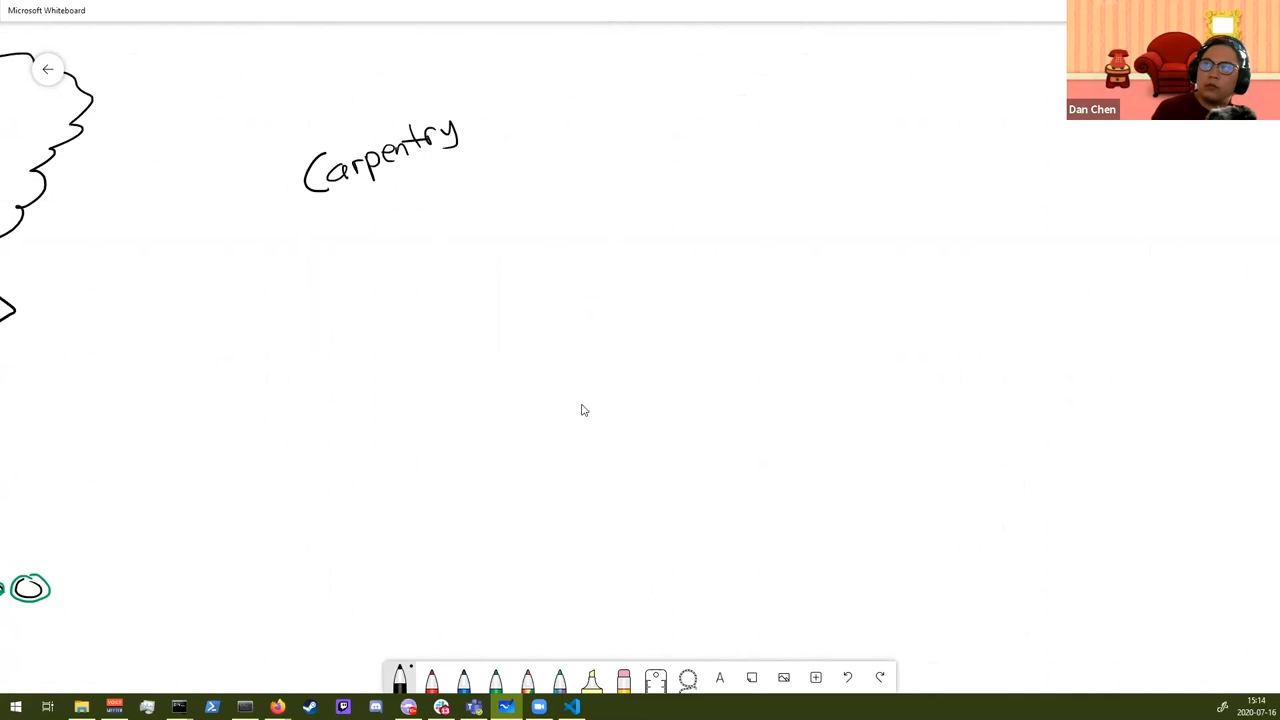 Microsoft Whiteboard
Dan Chen
Carpentry
A
15:14
2020-07-16